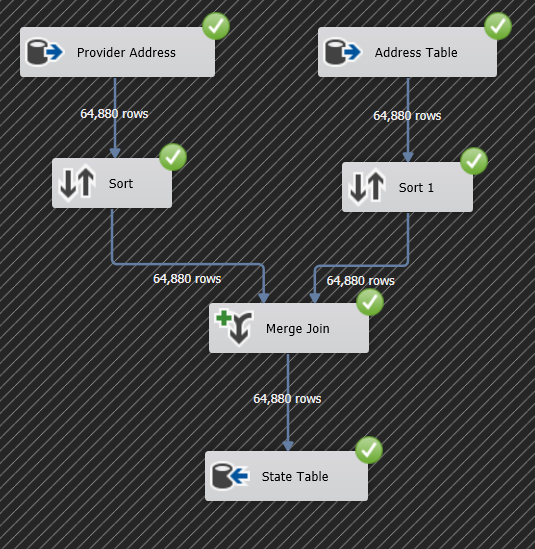 Provider Address
Address Table
64,880 rows
64,880 rows
Sort
Sort 1
64,880 rows
64,880 rows
Merge Join
64,880 rows
State Table